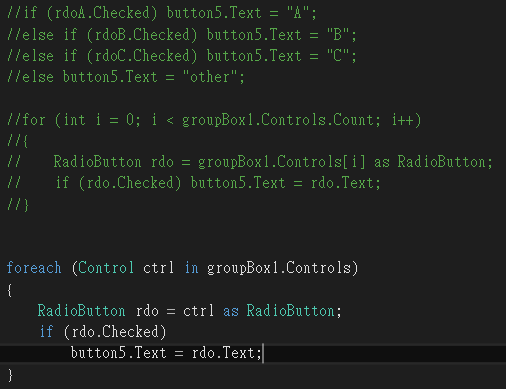 //if (rdoA.Checked) button5.Text = "A";
//else if (rdoB.Checked) button5.Text = "B";
//else if (rdoC.Checked) button5.Text = "C";
//else button5.Text = "other";
//for (int i = 0; i < groupBox1.Controls.Count; i++)
//{
//    RadioButton rdo = groupBox1.Controls[i] as RadioButton;
//    if (rdo.Checked) button5.Text = rdo.Text;
//}
foreach (Control ctrl in groupBox1.Controls)
{
    RadioButton rdo = ctrl as RadioButton;
    if (rdo.Checked)
        button5.Text = rdo.Text;
}